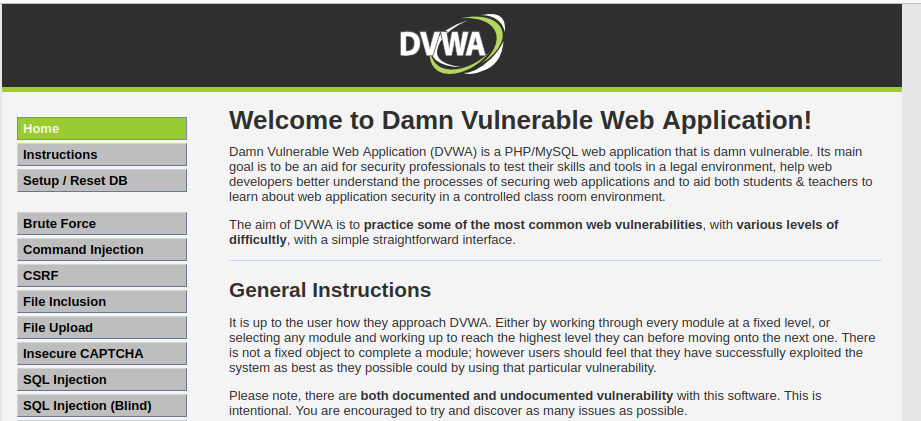 DVWA
Home
Instructions
Setup / Reset DB
Brute Force
Command Injection
CSRF
File Inclusion
File Upload
Insecure CAPTCHA
SQL Injection
SQL Injection (Blind)
Welcome to Damn Vulnerable Web Application!
Damn Vulnerable Web Application (DVWA) is a PHP/MySQL web application that is damn vulnerable. Its main
goal is to be an aid for security professionals to test their skills and tools in a legal environment, help web
developers better understand the processes of securing web applications and to aid both students & teachers to
learn about web application security in a controlled class room environment.
The aim of DVWA is to practice some of the most common web vulnerabilities, with various levels of
difficultly, with a simple straightforward interface.
General Instructions
It is up to the user how they approach DVWA. Either by working through every module at a fixed level, or
selecting any module and working up to reach the highest level they can before moving onto the next one. There
is not a fixed object to complete a module; however users should feel that they have successfully exploited the
system as best as they possible could by using that particular vulnerability.
Please note, there are both documented and undocumented vulnerability with this software. This is
intentional. You are encouraged to try and discover as many issues as possible.